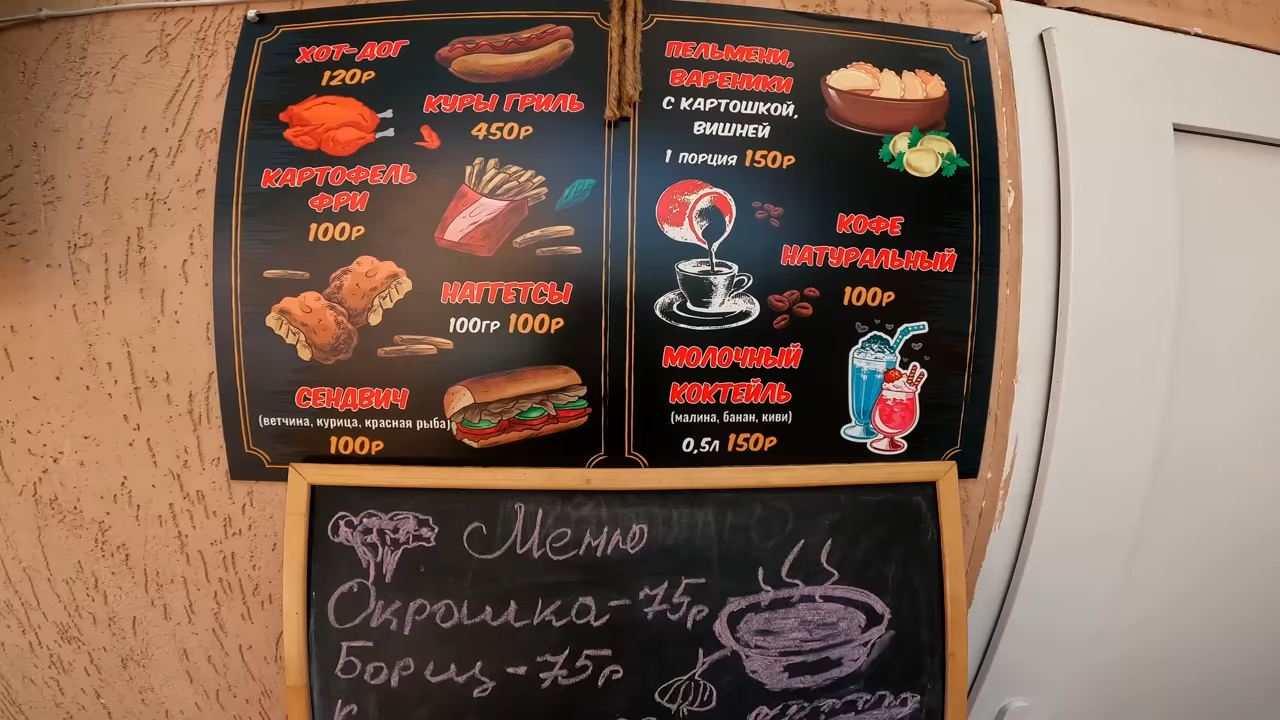 ХОТ-ДОГ
120Р
КУРЫ ГРИЛЬ
450Р
КАРТОФЕЛЬ
ФРИ
100Р
НАГГЕТСЫ
100ГР 100Р
СЕНДВИЧ
(ветчина, курица, красная рыба)
100Р
ПЕЛЬМЕНИ,
ВАРЕНИКИ
С КАРТОШКОЙ,
ВИШНЕЙ
1 ПОРЦИЯ 150Р
КОФЕ
НАТУРАЛЬНЫЙ
100Р
МОЛОЧНЫЙ
КОКТЕЙЛЬ
(малина, банан, киви)
0,5Л 150Р
Меню
Окрошка-75р
Борщ-75р